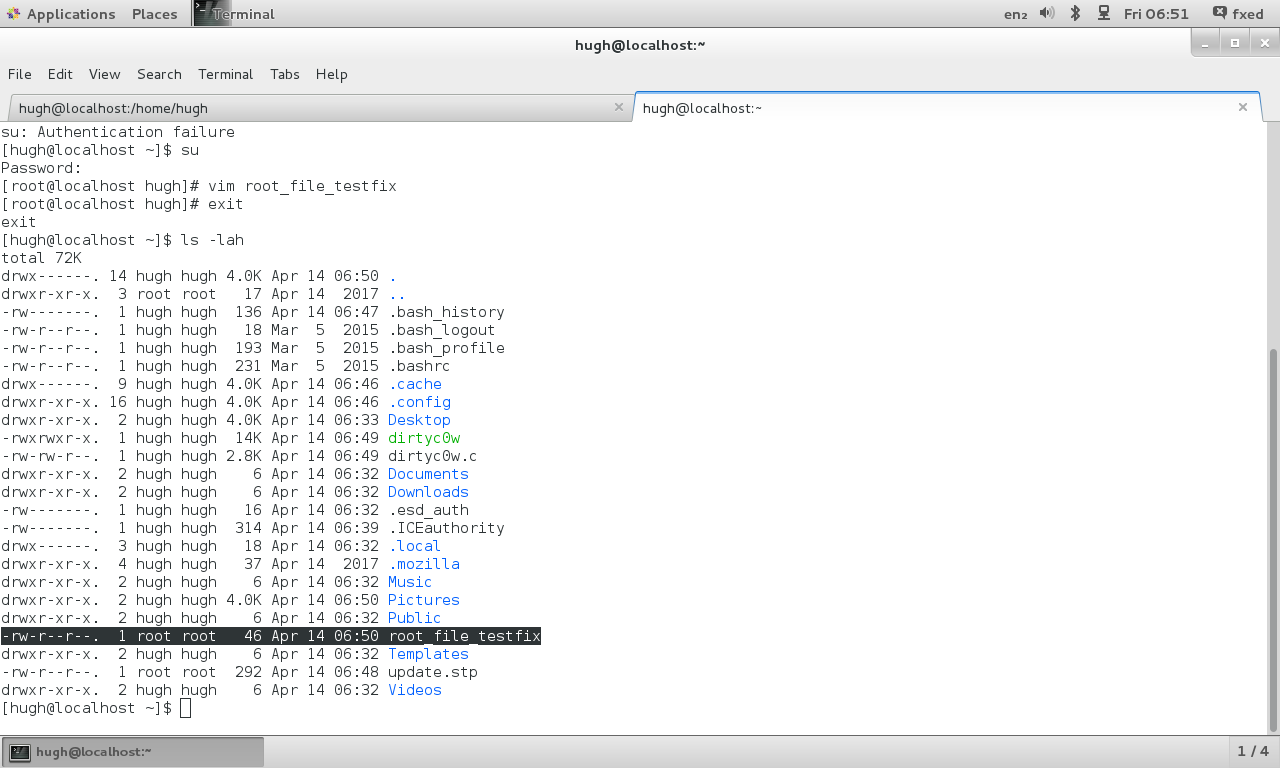 Applications Places Terminal en₂ Fri 06:51 fxed
hugh@localhost:~
File Edit View Search Terminal Tabs Help
hugh@localhost:/home/hugh hugh@localhost:~
su: Authentication failure
[hugh@localhost ~]$ su
Password:
[root@localhost hugh]# vim root_file_testfix
[root@localhost hugh]# exit
exit
[hugh@localhost ~]$ ls -lah
total 72K
drwx------. 14 hugh hugh 4.0K Apr 14 06:50 .
drwxr-xr-x.  3 root root   17 Apr 14  2017 ..
-rw-------.  1 hugh hugh  136 Apr 14 06:47 .bash_history
-rw-r--r--.  1 hugh hugh   18 Mar  5  2015 .bash_logout
-rw-r--r--.  1 hugh hugh  193 Mar  5  2015 .bash_profile
-rw-r--r--.  1 hugh hugh  231 Mar  5  2015 .bashrc
drwx------.  9 hugh hugh 4.0K Apr 14 06:46 .cache
drwxr-xr-x. 16 hugh hugh 4.0K Apr 14 06:46 .config
drwxr-xr-x.  2 hugh hugh 4.0K Apr 14 06:33 Desktop
-rwxrwxr-x.  1 hugh hugh  14K Apr 14 06:49 dirtyc0w
-rw-rw-r--.  1 hugh hugh 2.8K Apr 14 06:49 dirtyc0w.c
drwxr-xr-x.  2 hugh hugh    6 Apr 14 06:32 Documents
drwxr-xr-x.  2 hugh hugh    6 Apr 14 06:32 Downloads
-rw-------.  1 hugh hugh   16 Apr 14 06:32 .esd_auth
-rw-------.  1 hugh hugh  314 Apr 14 06:39 .ICEauthority
drwx------.  3 hugh hugh   18 Apr 14 06:32 .local
drwxr-xr-x.  4 hugh hugh   37 Apr 14  2017 .mozilla
drwxr-xr-x.  2 hugh hugh    6 Apr 14 06:32 Music
drwxr-xr-x.  2 hugh hugh 4.0K Apr 14 06:50 Pictures
drwxr-xr-x.  2 hugh hugh    6 Apr 14 06:32 Public
-rw-r--r--.  1 root root   46 Apr 14 06:50 root_file_testfix
drwxr-xr-x.  2 hugh hugh    6 Apr 14 06:32 Templates
-rw-r--r--.  1 root root  292 Apr 14 06:48 update.stp
drwxr-xr-x.  2 hugh hugh    6 Apr 14 06:32 Videos
[hugh@localhost ~]$
hugh@localhost:~ 1 / 4